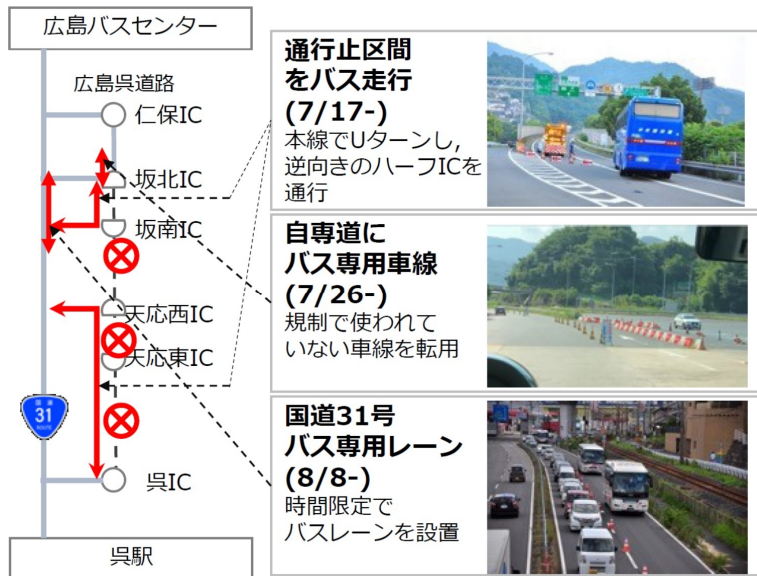 広島バスセンター
広島呉道路
仁保IC
坂北IC
坂南IC
天応西IC
天応東IC
国道
31
ROUTE
呉IC
呉駅
通行止区間
をバス走行
(7/17-)
本線でUターンし,
逆向きのハーフICを
通行
自専道に
バス専用車線
(7/26-)
規制で使われて
いない車線を転用
国道31号
バス専用レーン
(8/8-)
時間限定で
バスレーンを設置